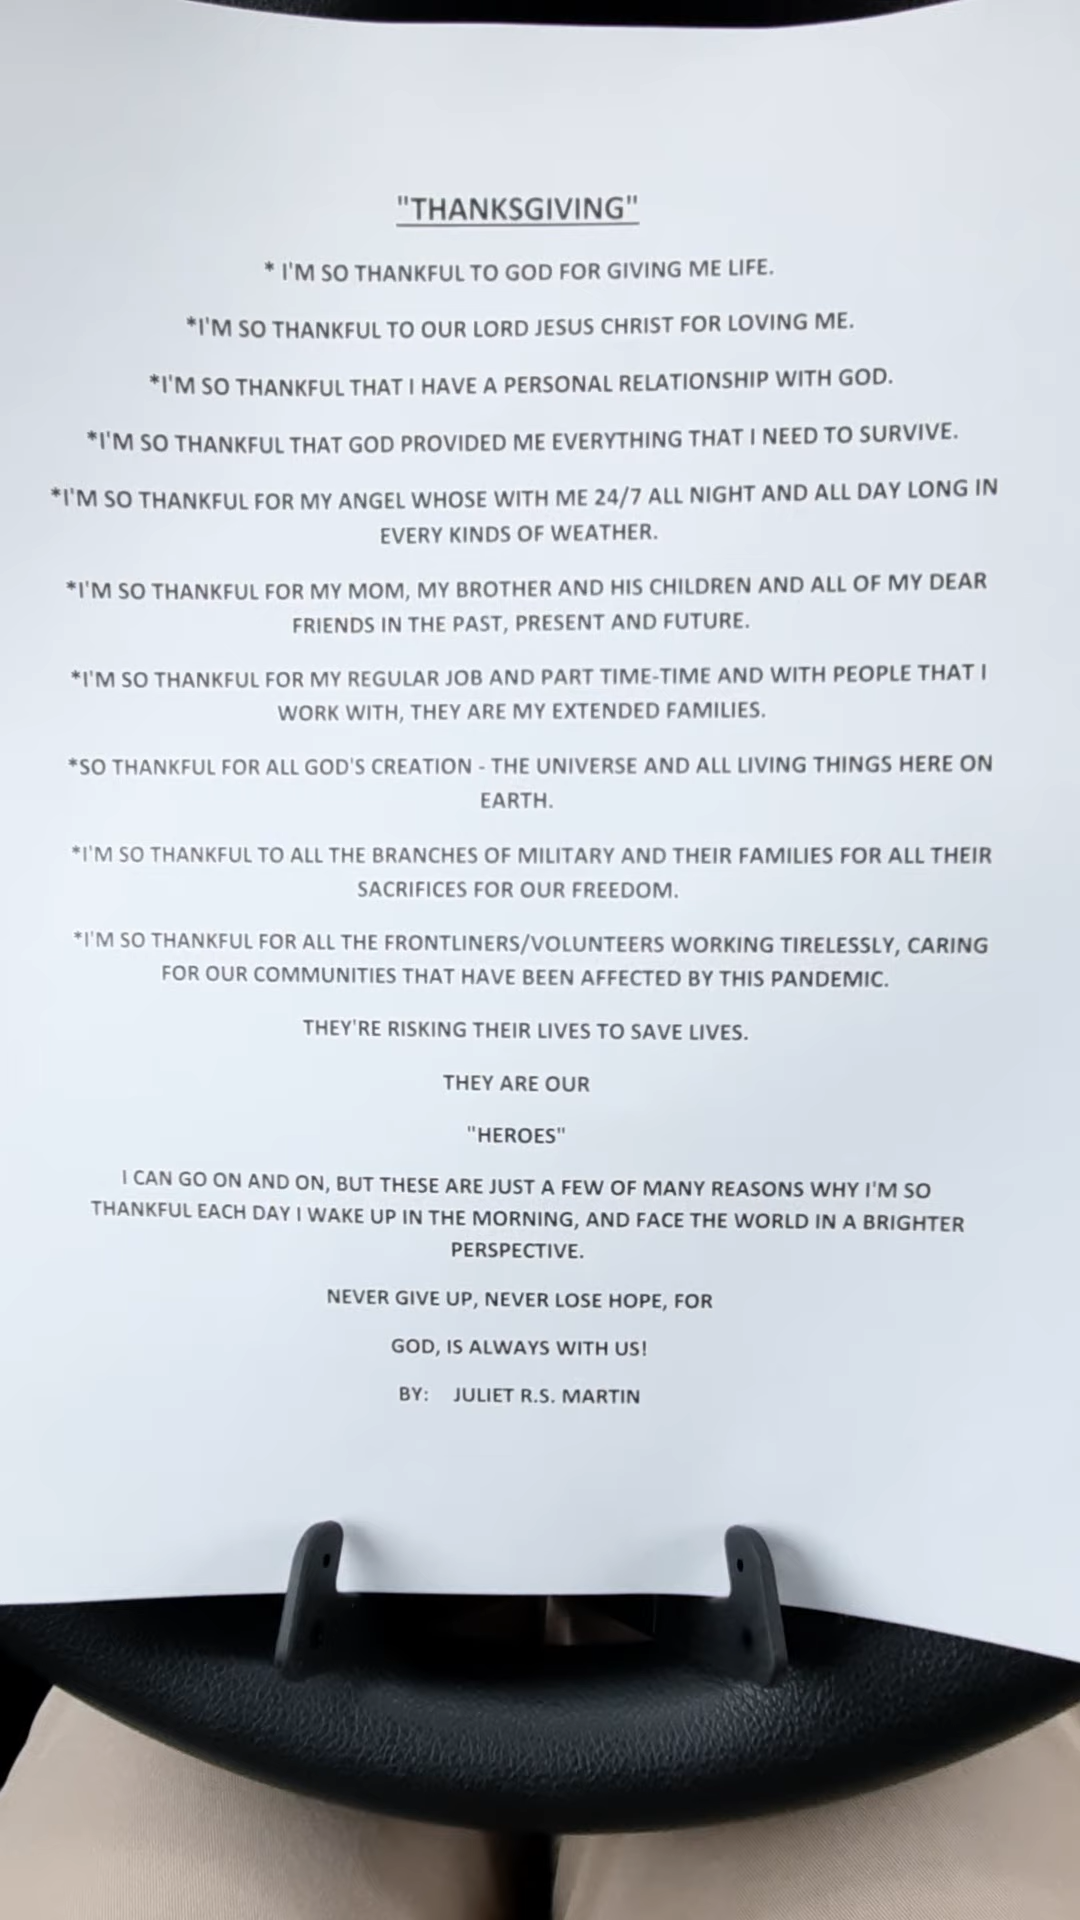 "THANKSGIVING"
* I'M SO THANKFUL TO GOD FOR GIVING ME LIFE.
*I'M SO THANKFUL TO OUR LORD JESUS CHRIST FOR LOVING ME.
*I'M SO THANKFUL THAT I HAVE A PERSONAL RELATIONSHIP WITH GOD.
*I'M SO THANKFUL THAT GOD PROVIDED ME EVERYTHING THAT I NEED TO SURVIVE.
*I'M SO THANKFUL FOR MY ANGEL WHOSE WITH ME 24/7 ALL NIGHT AND ALL DAY LONG IN
EVERY KINDS OF WEATHER.
*I'M SO THANKFUL FOR MY MOM, MY BROTHER AND HIS CHILDREN AND ALL OF MY DEAR
FRIENDS IN THE PAST, PRESENT AND FUTURE.
*I'M SO THANKFUL FOR MY REGULAR JOB AND PART TIME-TIME AND WITH PEOPLE THAT I
WORK WITH, THEY ARE MY EXTENDED FAMILIES.
*SO THANKFUL FOR ALL GOD'S CREATION - THE UNIVERSE AND ALL LIVING THINGS HERE ON
EARTH.
*I'M SO THANKFUL TO ALL THE BRANCHES OF MILITARY AND THEIR FAMILIES FOR ALL THEIR
SACRIFICES FOR OUR FREEDOM.
*I'M SO THANKFUL FOR ALL THE FRONTLINERS/VOLUNTEERS WORKING TIRELESSLY, CARING
FOR OUR COMMUNITIES THAT HAVE BEEN AFFECTED BY THIS PANDEMIC.
THEY'RE RISKING THEIR LIVES TO SAVE LIVES.
THEY ARE OUR
"HEROES"
I CAN GO ON AND ON, BUT THESE ARE JUST A FEW OF MANY REASONS WHY I'M SO
THANKFUL EACH DAY I WAKE UP IN THE MORNING, AND FACE THE WORLD IN A BRIGHTER
PERSPECTIVE.
NEVER GIVE UP, NEVER LOSE HOPE, FOR
GOD, IS ALWAYS WITH US!
BY: JULIET R.S. MARTIN